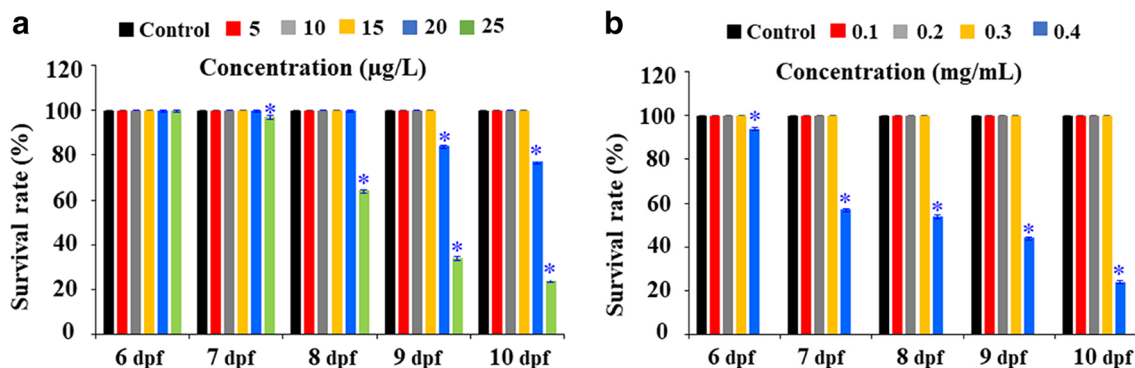 a
Control 5 10 15 20 25
Concentration (µg/L)
Survival rate (%)
120
100
80
60
40
20
0
* * * * * *
6 dpf 7 dpf 8 dpf 9 dpf 10 dpf
b
Control 0.1 0.2 0.3 0.4
Concentration (mg/mL)
Survival rate (%)
120
100
80
60
40
20
0
* * * * *
6 dpf 7 dpf 8 dpf 9 dpf 10 dpf